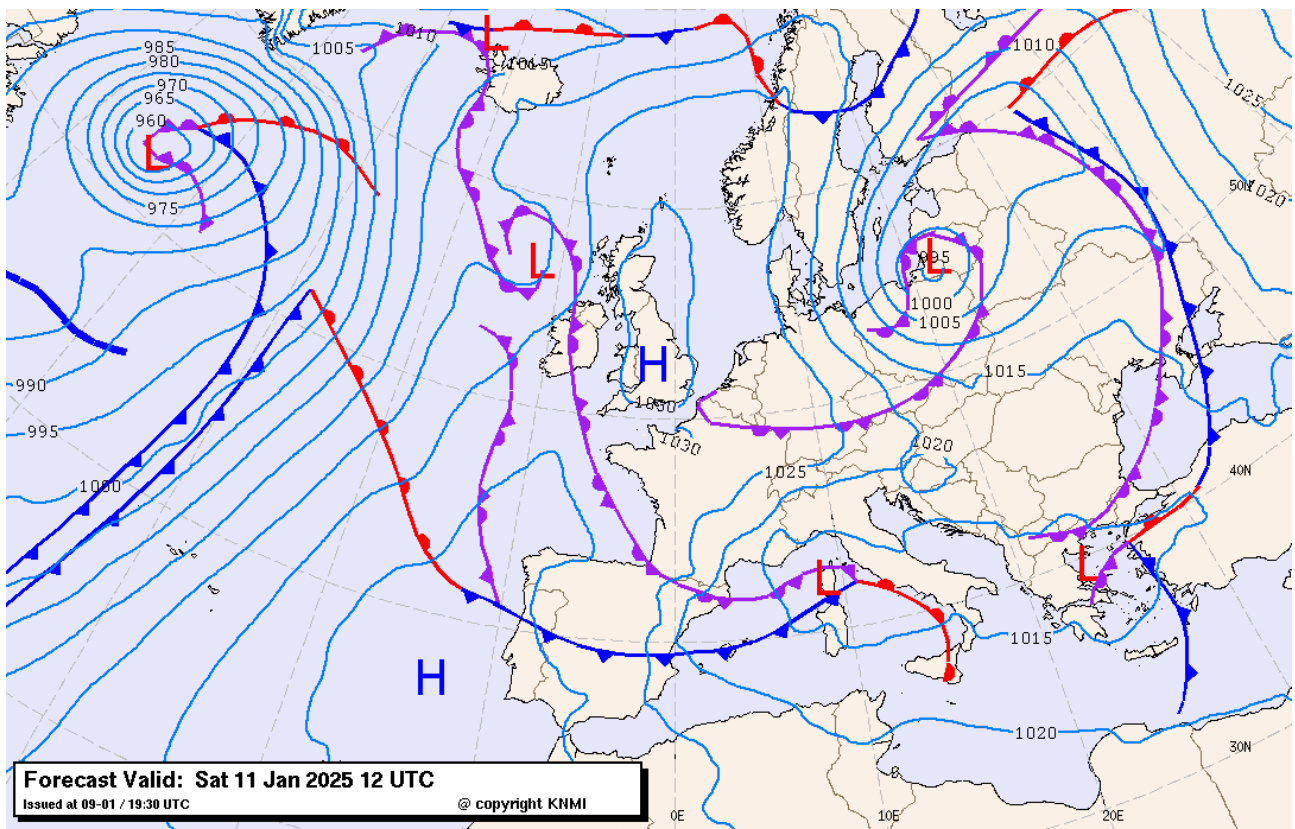 L
1010
1005
1015
1010
985
980
970
965
960
1025
L
975
50N
1020
L
L
995
1000
1005
H
1015
990
1030
995
1030
1020
1025
40N
1000
L
L
1015
H
1020
30N
Forecast Valid: Sat 11 Jan 2025 12 UTC
Issued at 09-01 / 19:30 UTC
@ copyright KNMI
0E
10E
20E